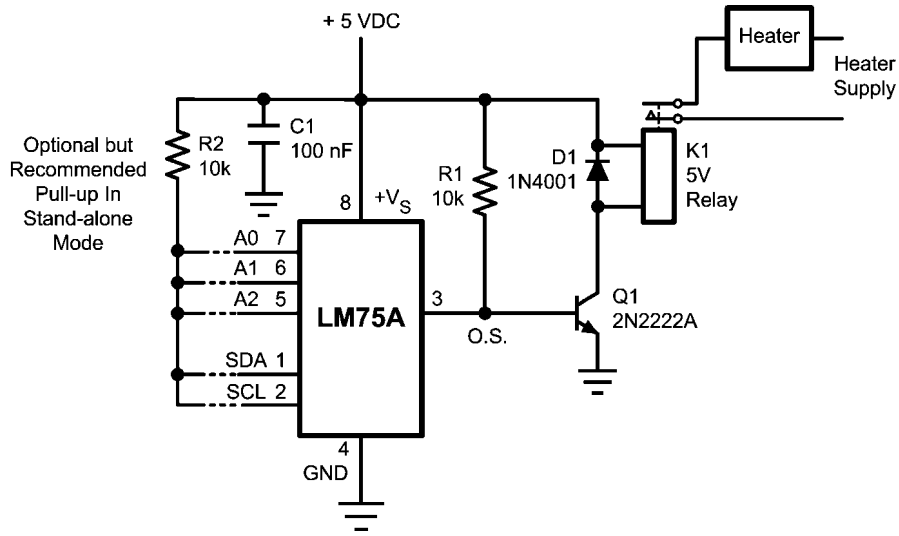 + 5 VDC
Heater
Heater
Supply
Optional but
Recommended
Pull-up In
Stand-alone
Mode
R2
10k
C1
100 nF
R1
10k
D1
1N4001
K1
5V
Relay
8
+VS
A0 7
A1 6
A2 5
SDA 1
SCL 2
LM75A
3
O.S.
Q1
2N2222A
4
GND